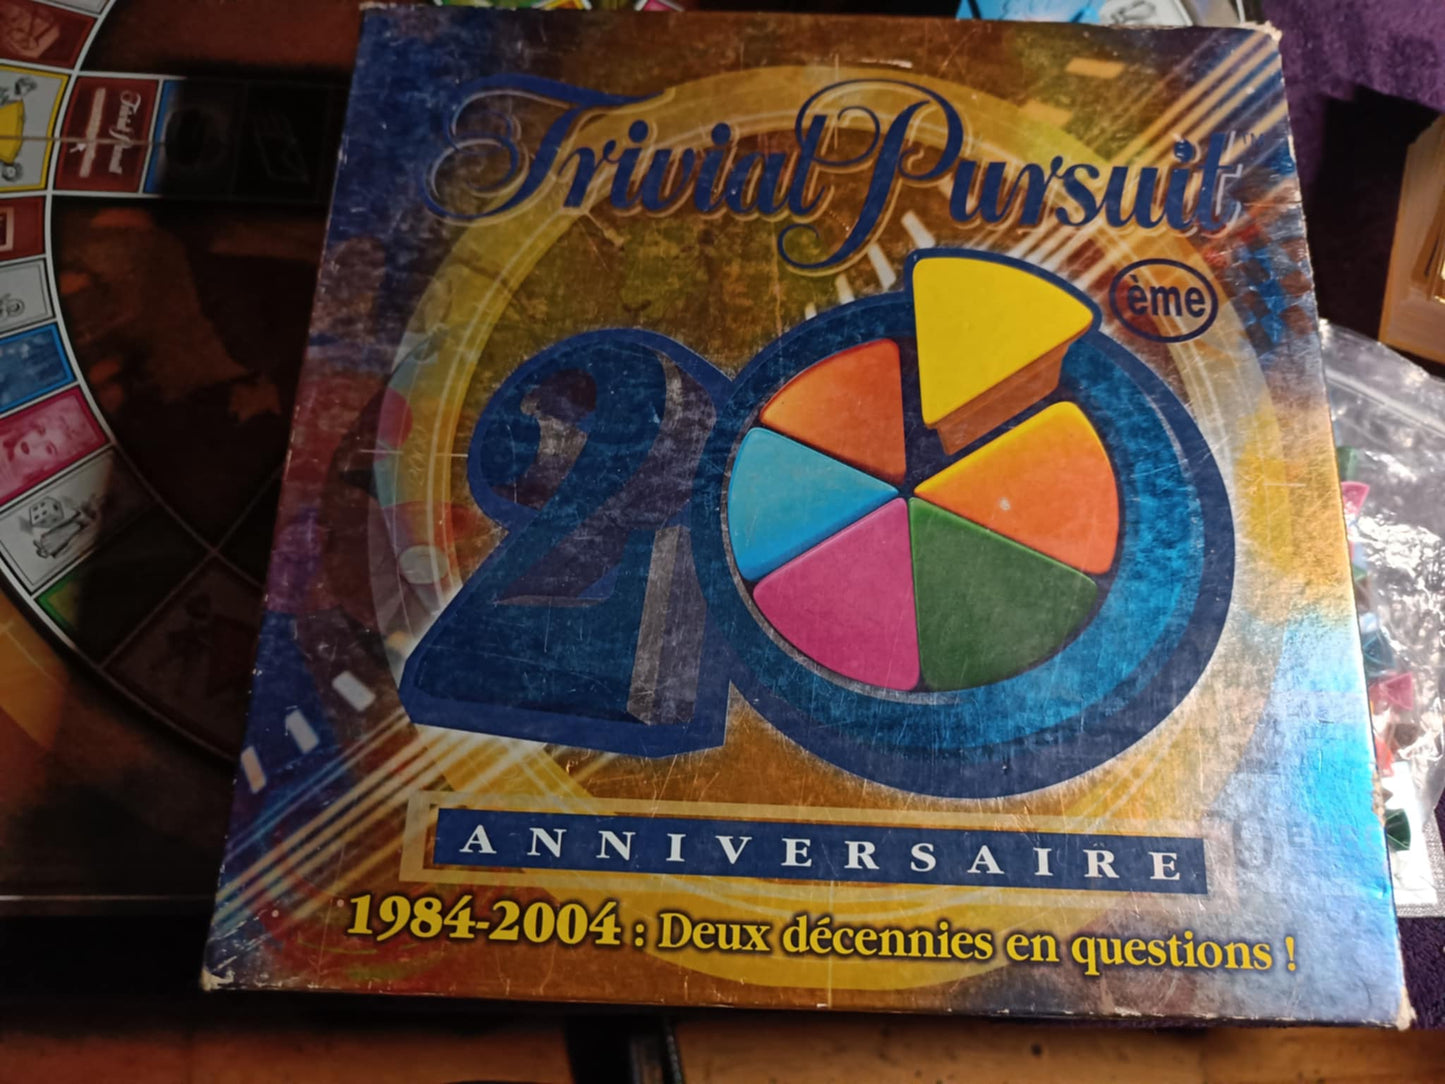 Trivial Pursuit
20 ème
ANNIVERSAIRE
1984-2004 : Deux décennies en questions !